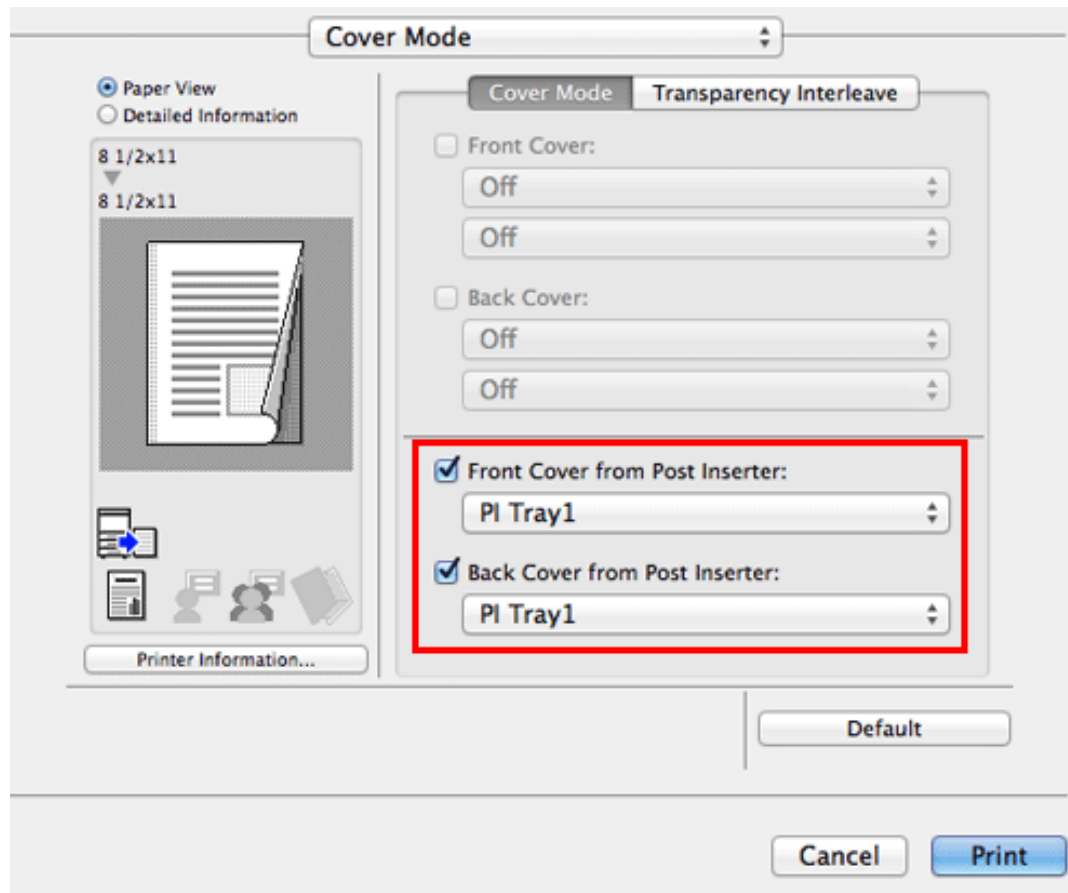 Cover Mode
Paper View
Detailed Information
8 1/2x11
8 1/2x11
Printer Information...
Cover Mode Transparency Interleave
Front Cover:
Off
Off
Back Cover:
Off
Off
Front Cover from Post Inserter:
PI Tray1
Back Cover from Post Inserter:
PI Tray1
Default
Cancel Print